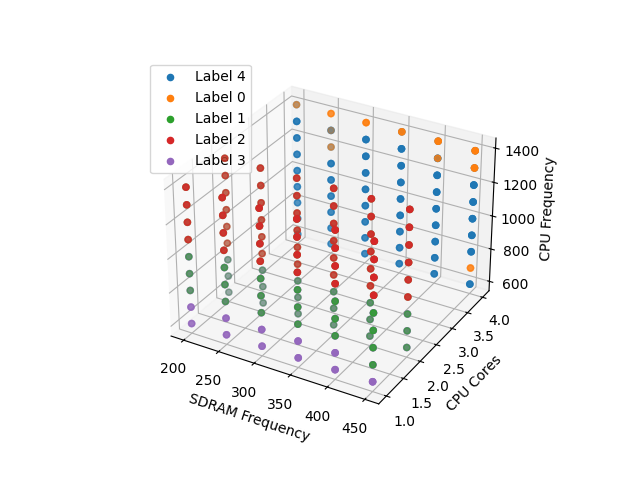 Label 4
Label 0
Label 1
Label 2
Label 3
1400
1200
1000
800
600
CPU Frequency
4.0
3.5
3.0
2.5
2.0
1.5
1.0
CPU Cores
200
250
300
350
400
450
SDRAM Frequency